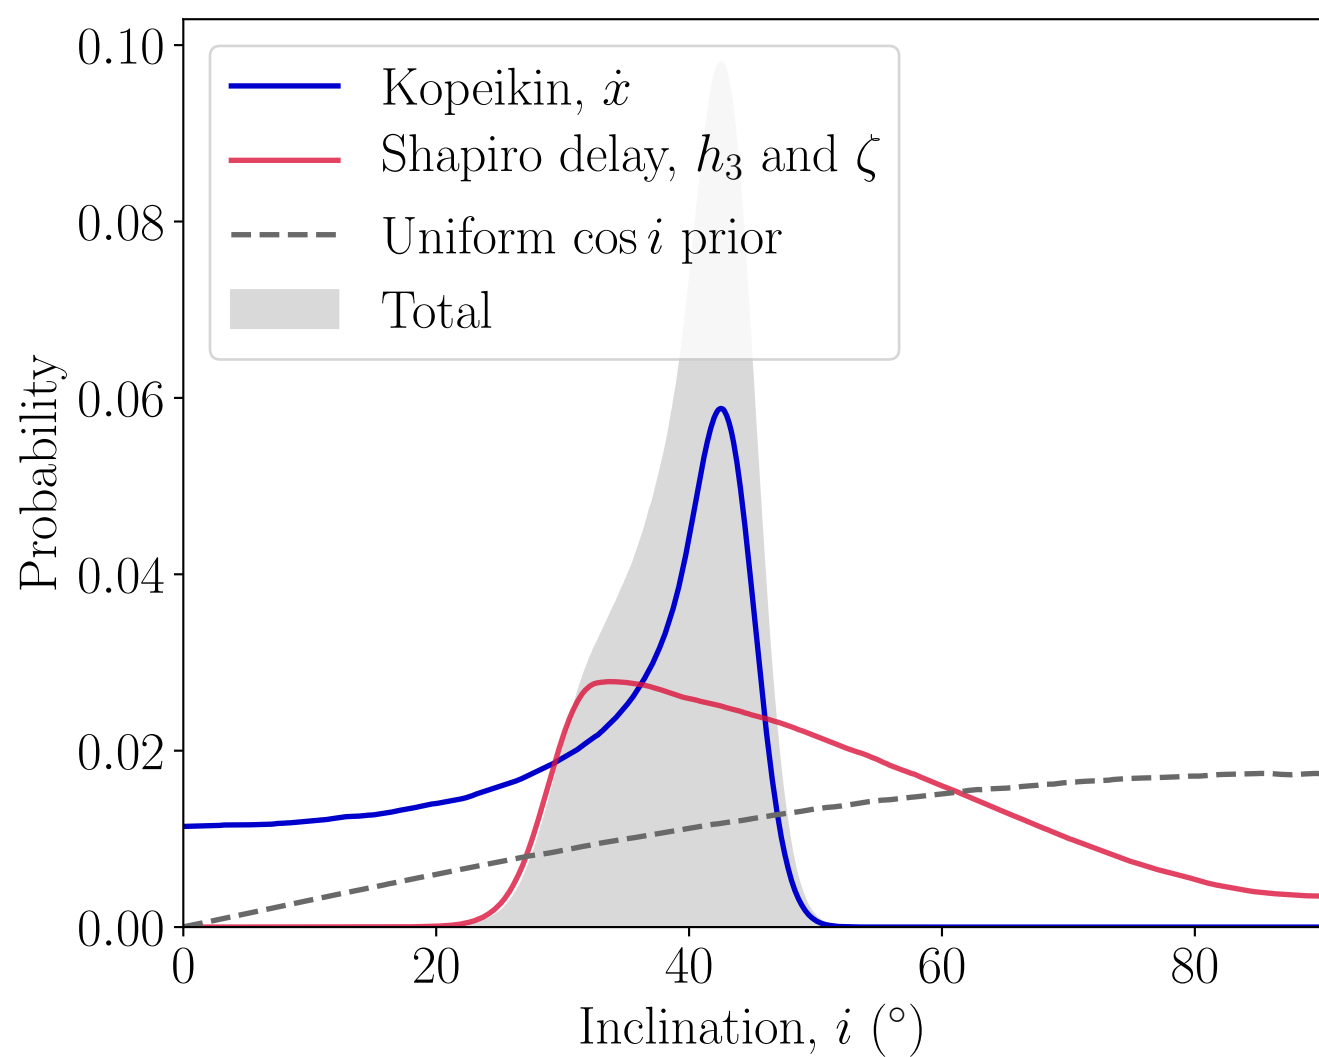 Kopeikin, ẋ
Shapiro delay, h₃ and ζ
Uniform cos i prior
Total
Probability
0.10
0.08
0.06
0.04
0.02
0.00
0 20 40 60 80
Inclination, i (°)